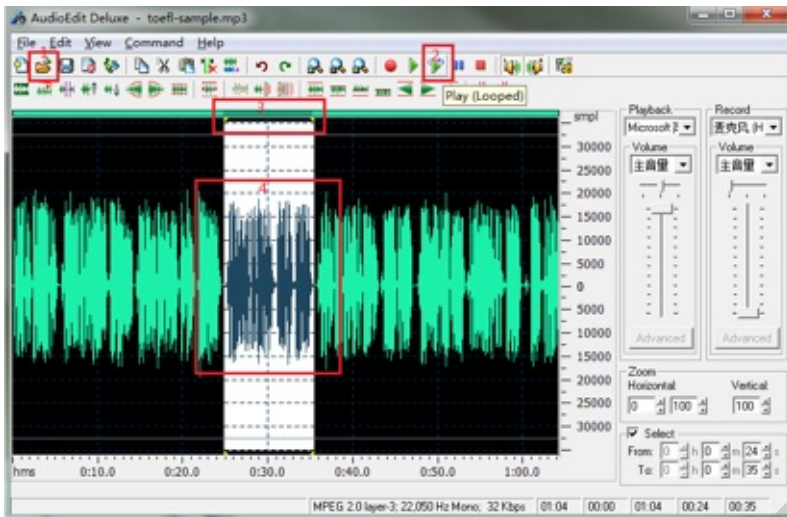 AudioEdit Deluxe - toefl-sample.mp3
File Edit View Command Help
1
2
Play (Looped)
3
4
smpl
30000
25000
20000
15000
10000
5000
0
5000
10000
15000
20000
25000
30000
hms 0:10.0 0:20.0 0:30.0 0:40.0 0:50.0 1:00.0
Playback Record
Microsoft 麦克风 (H
Volume Volume
主音量 主音量
Advanced Advanced
Zoom
Horizontal: Vertical:
0 100 100
Select
From: 0 h 0 m 24 s
To: 0 h 0 m 35 s
MPEG 2.0 layer-3; 22,050 Hz Mono; 32 Kbps 01:04 00:00 01:04 00:24 00:35